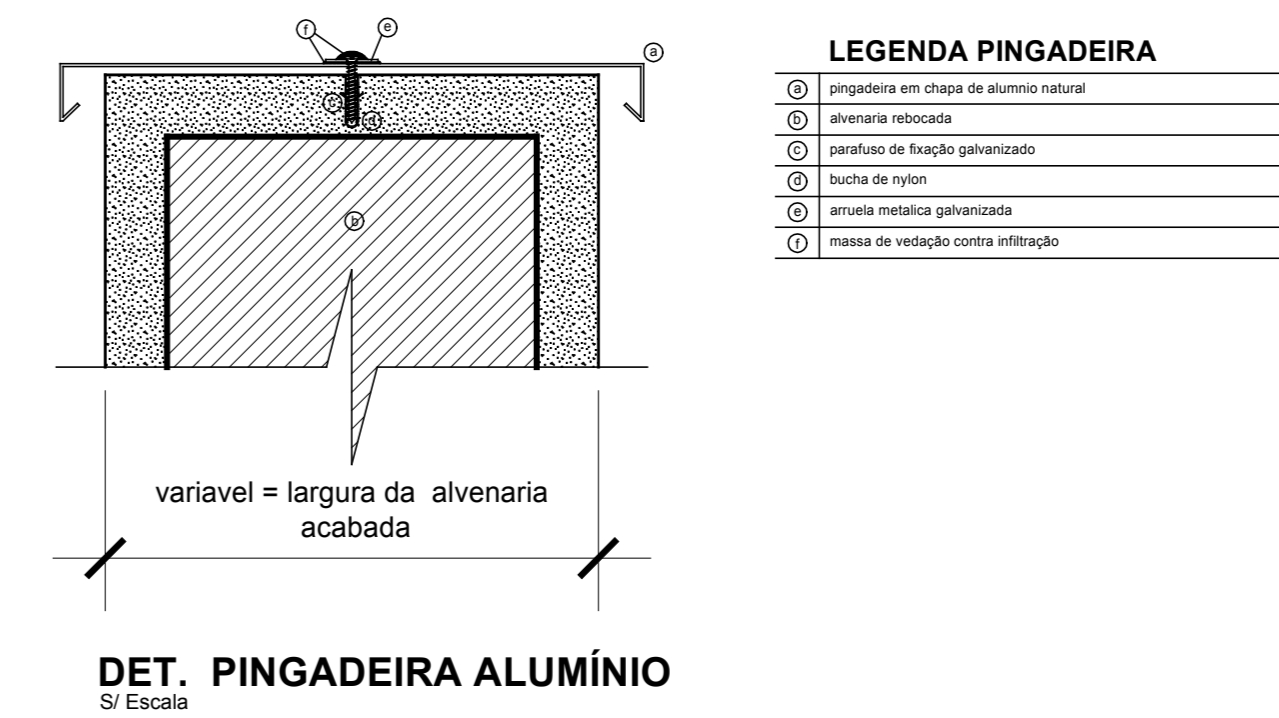 f
e
a
c
d
b
variavel = largura da alvenaria
acabada
DET. PINGADEIRA ALUMÍNIO
S/ Escala
LEGENDA PINGADEIRA
a pingadeira em chapa de alumnio natural
b alvenaria rebocada
c parafuso de fixação galvanizado
d bucha de nylon
e arruela metalica galvanizada
f massa de vedação contra infiltração